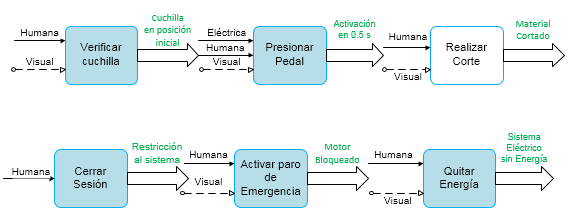 Humana
Visual
Verificar
cuchilla
Cuchilla
en posición
inicial
Eléctrica
Humana
Visual
Presionar
Pedal
Activación
en 0.5 s
Humana
Visual
Realizar
Corte
Material
Cortado
Humana
Cerrar
Sesión
Restricción
al sistema
Humana
Visual
Activar paro
de
Emergencia
Motor
Bloqueado
Humana
Visual
Quitar
Energía
Sistema
Eléctrico
sin Energía